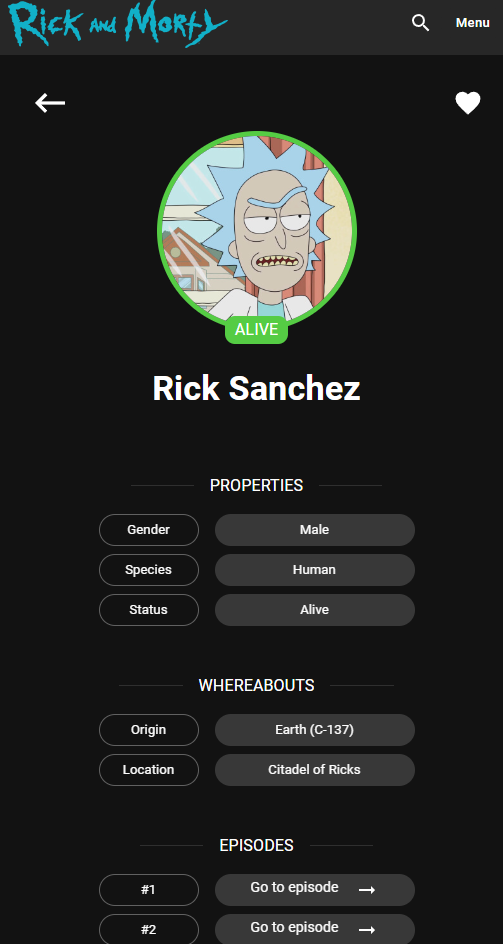 Rick and Morty
Menu
ALIVE
Rick Sanchez
PROPERTIES
Gender Male
Species Human
Status Alive
WHEREABOUTS
Origin Earth (C-137)
Location Citadel of Ricks
EPISODES
#1 Go to episode →
#2 Go to episode →